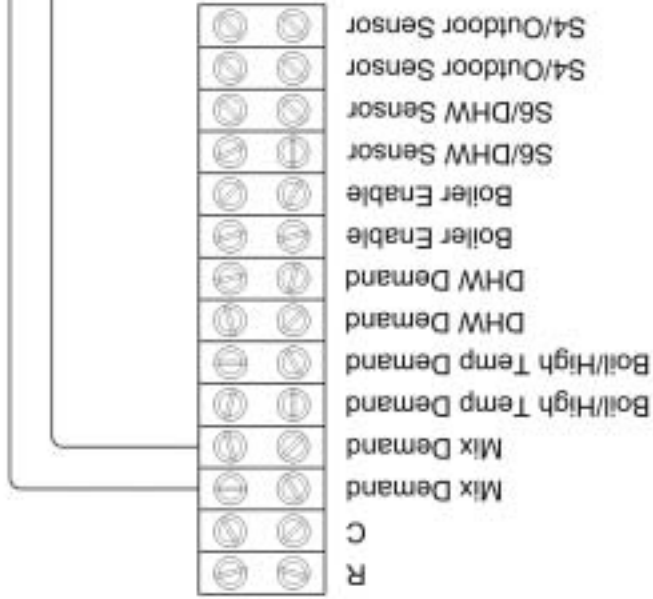 R
C
Mix Demand
Mix Demand
Boil/High Temp Demand
Boil/High Temp Demand
DHW Demand
DHW Demand
Boiler Enable
Boiler Enable
S6/DHW Sensor
S6/DHW Sensor
S4/Outdoor Sensor
S4/Outdoor Sensor